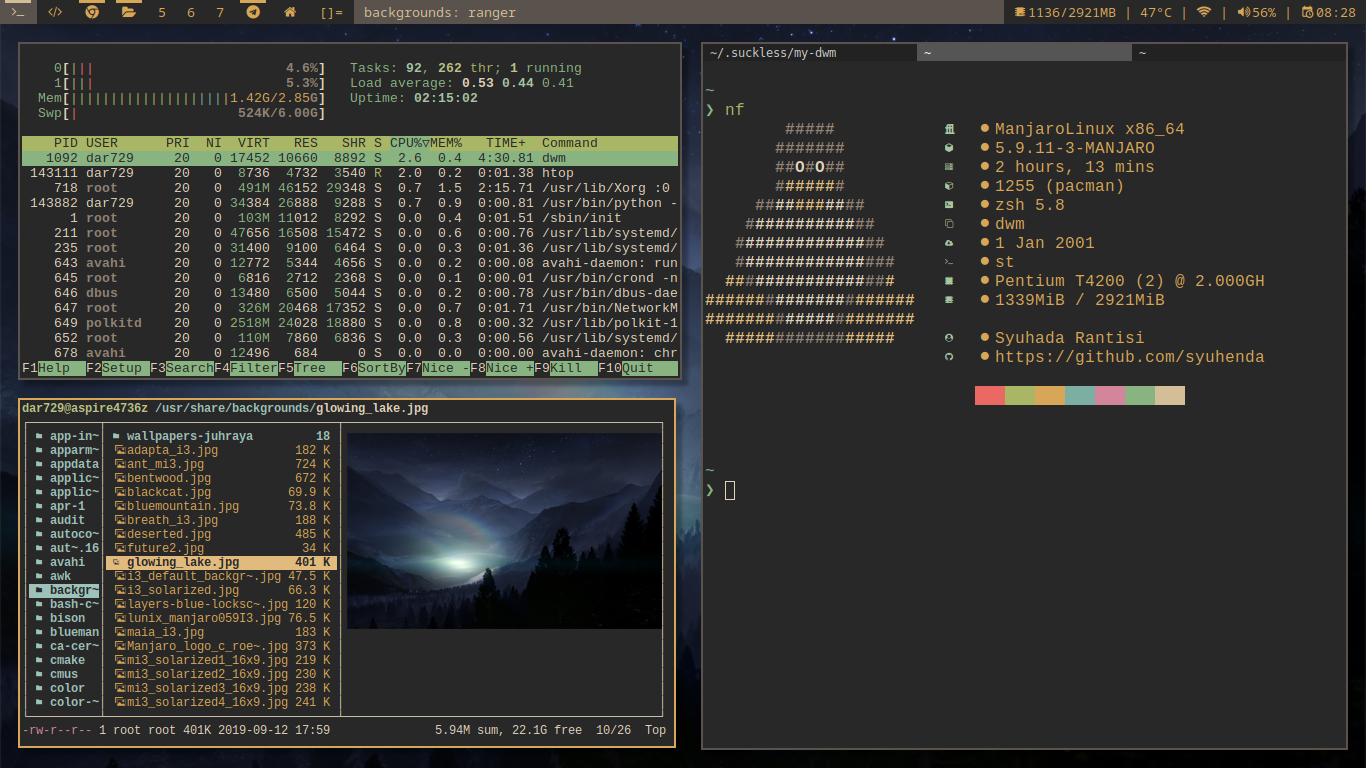 5 6 7 []= backgrounds: ranger 1136/2921MB | 47°C | | 56% | 08:28
0[||| 4.6%] Tasks: 92, 262 thr; 1 running
1[||| 5.3%] Load average: 0.53 0.44 0.41
Mem[||||||||||||||||||||1.42G/2.85G] Uptime: 02:15:02
Swp[| 524K/6.00G]
PID USER PRI NI VIRT RES SHR S CPU%▽MEM% TIME+ Command
1092 dar729 20 0 17452 10660 8892 S 2.6 0.4 4:30.81 dwm
143111 dar729 20 0 8736 4732 3540 R 2.0 0.2 0:01.38 htop
718 root 20 0 491M 46152 29348 S 0.7 1.5 2:15.71 /usr/lib/Xorg :0
143882 dar729 20 0 34384 26888 9288 S 0.7 0.9 0:00.81 /usr/bin/python -
1 root 20 0 103M 11012 8292 S 0.0 0.4 0:01.51 /sbin/init
211 root 20 0 47656 16508 15472 S 0.0 0.6 0:00.76 /usr/lib/systemd/
235 root 20 0 31400 9100 6464 S 0.0 0.3 0:01.36 /usr/lib/systemd/
643 avahi 20 0 12772 5344 4656 S 0.0 0.2 0:00.08 avahi-daemon: run
645 root 20 0 6816 2712 2368 S 0.0 0.1 0:00.01 /usr/bin/crond -n
646 dbus 20 0 13480 6500 5044 S 0.0 0.2 0:00.78 /usr/bin/dbus-dae
647 root 20 0 326M 20468 17352 S 0.0 0.7 0:01.71 /usr/bin/NetworkM
649 polkitd 20 0 2518M 24028 18880 S 0.0 0.8 0:00.32 /usr/lib/polkit-1
652 root 20 0 110M 7860 6836 S 0.0 0.3 0:00.56 /usr/bin/syncthing
678 avahi 20 0 12496 684 0 S 0.0 0.0 0:00.00 avahi-daemon: chr
F1Help F2Setup F3SearchF4FilterF5Tree F6SortByF7Nice -F8Nice +F9Kill F10Quit
dar729@aspire4736z /usr/share/backgrounds/glowing_lake.jpg
app-in~ wallpapers-juhraya 18
apparm~ adapta_i3.jpg 182 K
appdata ant_mi3.jpg 724 K
applic~ bentwood.jpg 672 K
applic~ blackcat.jpg 69.9 K
apr-1 bluemountain.jpg 73.8 K
audit breath_i3.jpg 188 K
autoco~ deserted.jpg 485 K
aut~.16 future2.jpg 34 K
avahi glowing_lake.jpg 401 K
awk i3_default_backgr~.jpg 47.5 K
backgr~ i3_solarized.jpg 66.3 K
bash-c~ layers-blue-locksc~.jpg 120 K
bison lunix_manjaro059I3.jpg 76.5 K
blueman maia_i3.jpg 183 K
ca-cer~ Manjaro_logo_c_roe~.jpg 373 K
cmake mi3_solarized1_16x9.jpg 219 K
cmus mi3_solarized2_16x9.jpg 230 K
color mi3_solarized3_16x9.jpg 238 K
color-~ mi3_solarized4_16x9.jpg 241 K
-rw-r--r-- 1 root root 401K 2019-09-12 17:59 5.94M sum, 22.1G free 10/26 Top
~/.suckless/my-dwm ~ ~
~
❯ nf
##### ManjaroLinux x86_64
####### 5.9.11-3-MANJARO
##O#O## 2 hours, 13 mins
####### 1255 (pacman)
########### zsh 5.8
############# dwm
############### 1 Jan 2001
################ st
################# Pentium T4200 (2) @ 2.000GH
##################### 1339MiB / 2921MiB
#####################
################# Syuhada Rantisi
https://github.com/syuhenda
~
❯